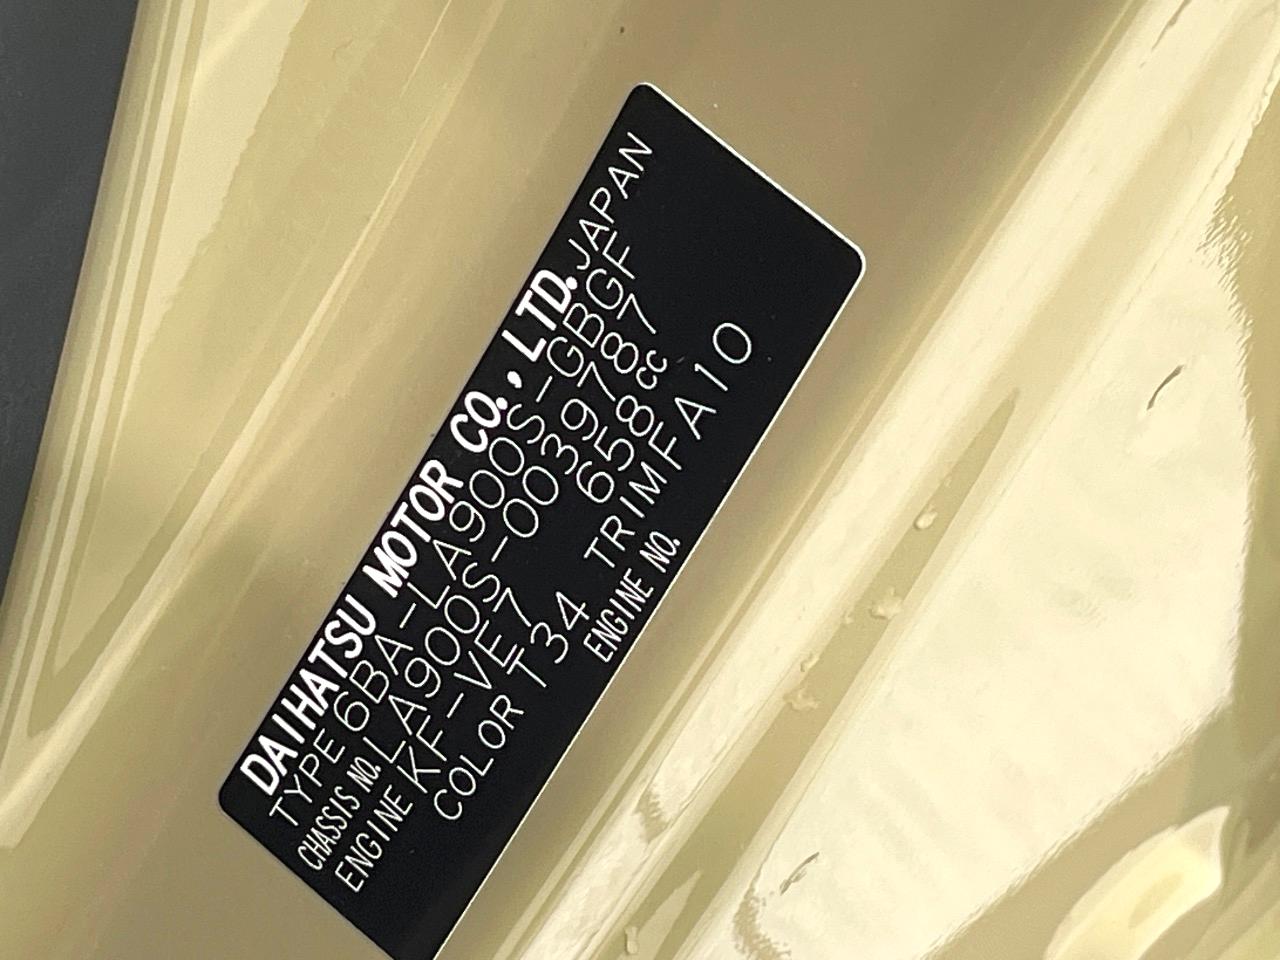 DAIHATSU MOTOR CO., LTD. JAPAN
TYPE 6BA-LA900S-GBGF
CHASSIS NO. LA900S-0039787
ENGINE KF-VE7 658cc
COLOR T34 TRIM FA10
ENGINE NO.